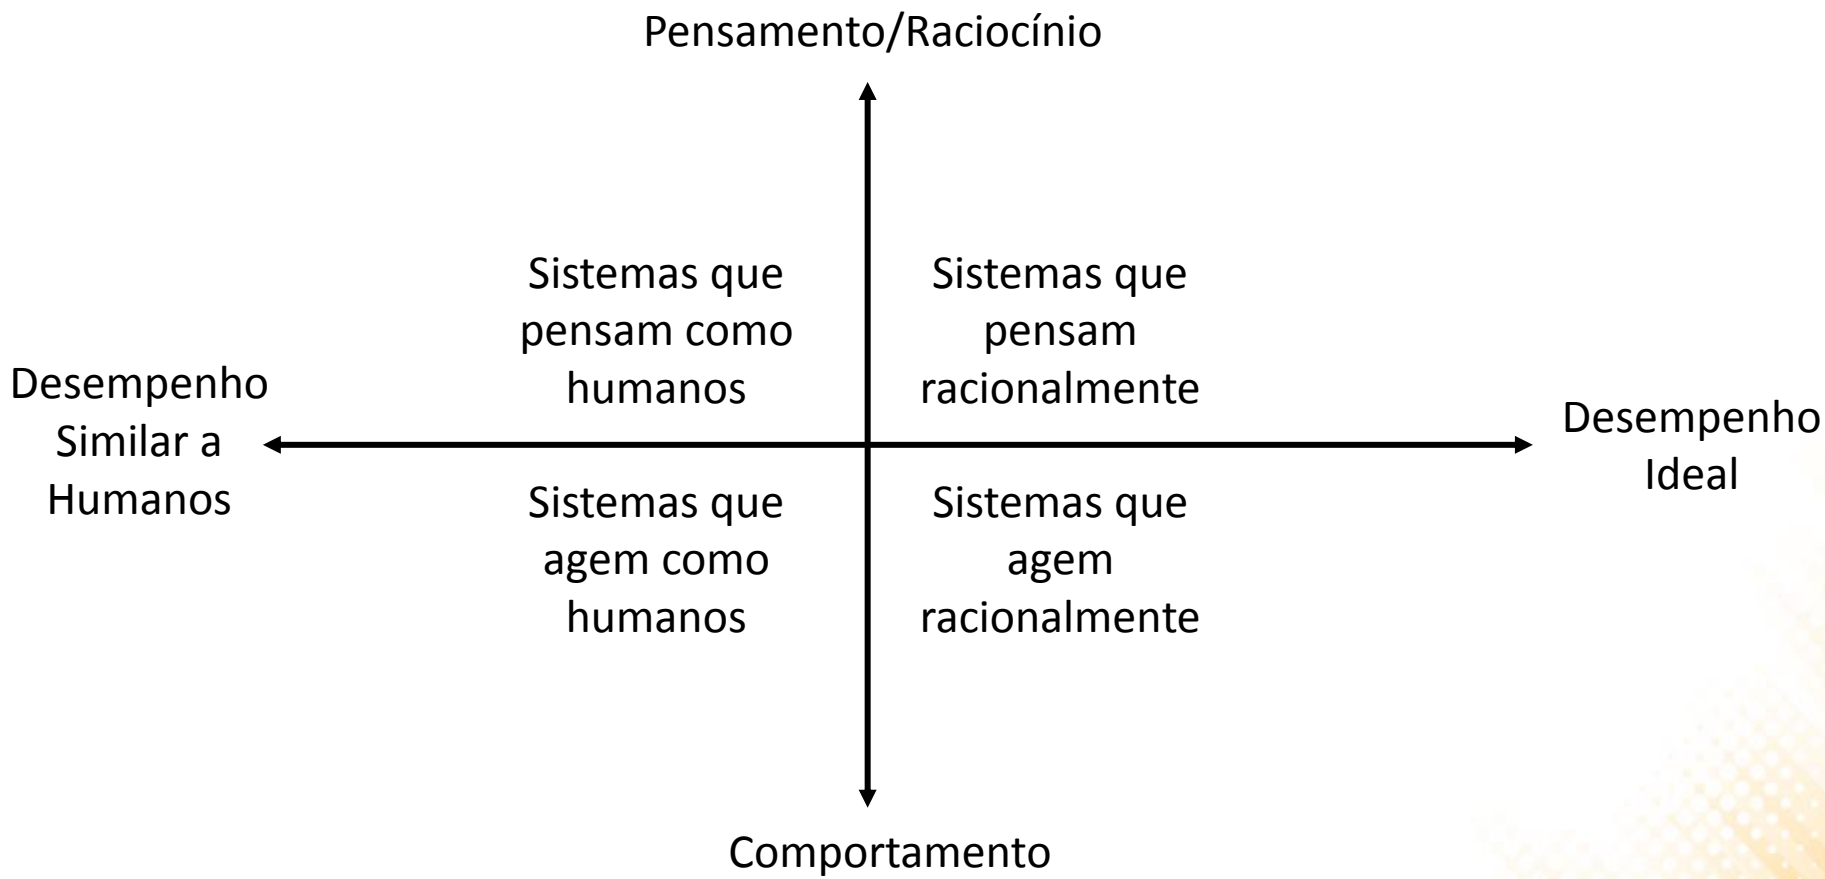 Pensamento/Raciocínio
Sistemas que
pensam como
humanos
Sistemas que
pensam
racionalmente
Desempenho
Similar a
Humanos
Desempenho
Ideal
Sistemas que
agem como
humanos
Sistemas que
agem
racionalmente
Comportamento